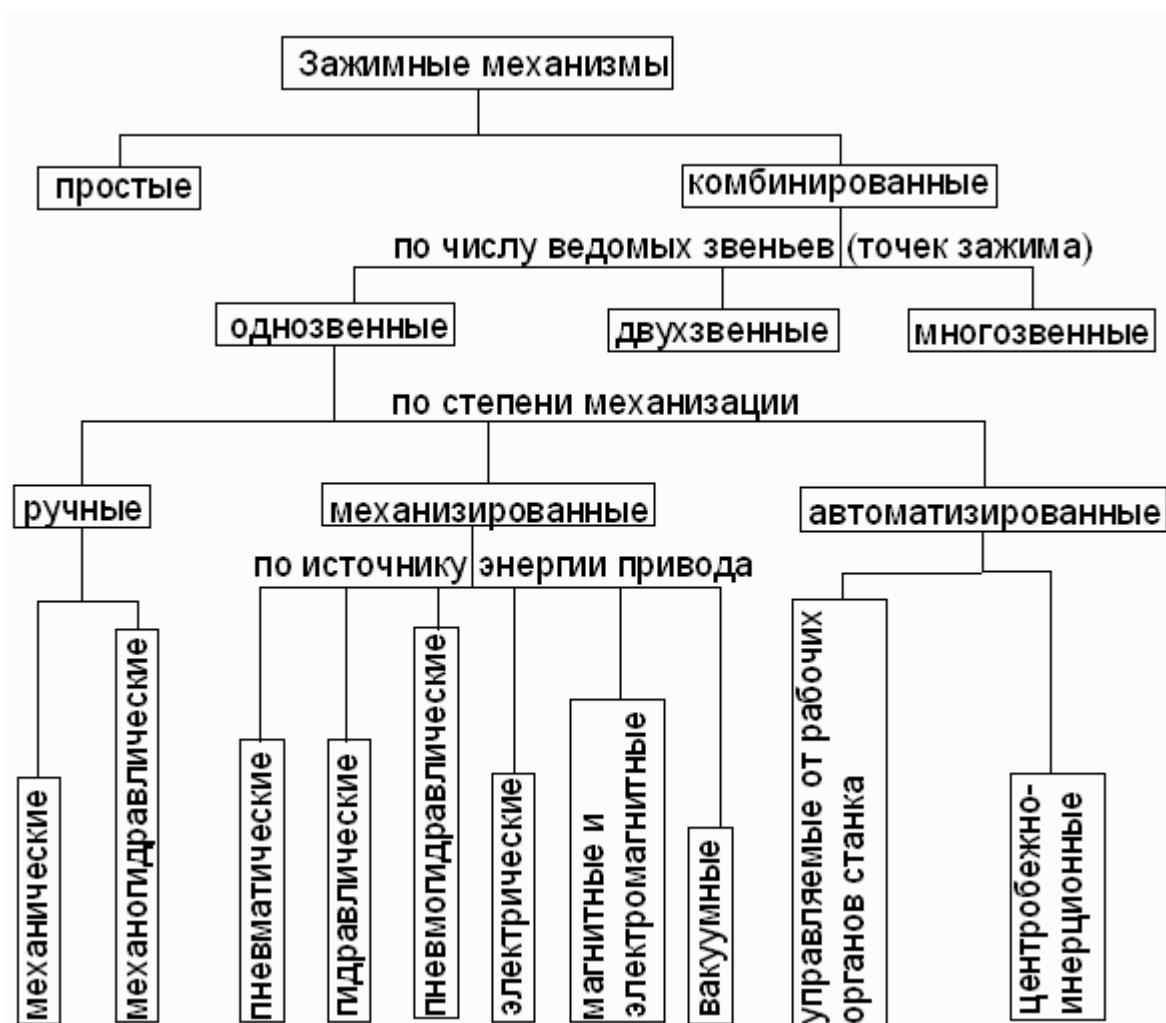 Зажимные механизмы
простые
комбинированные
по числу ведомых звеньев (точек зажима)
однозвенные
двухзвенные
многозвенные
по степени механизации
ручные
механизированные
автоматизированные
по источнику энергии привода
механические
механогидравлические
пневматические
гидравлические
пневмогидравлические
электрические
магнитные и
электромагнитные
вакуумные
управляемые от рабочих
органов станка
центробежно-
инерционные